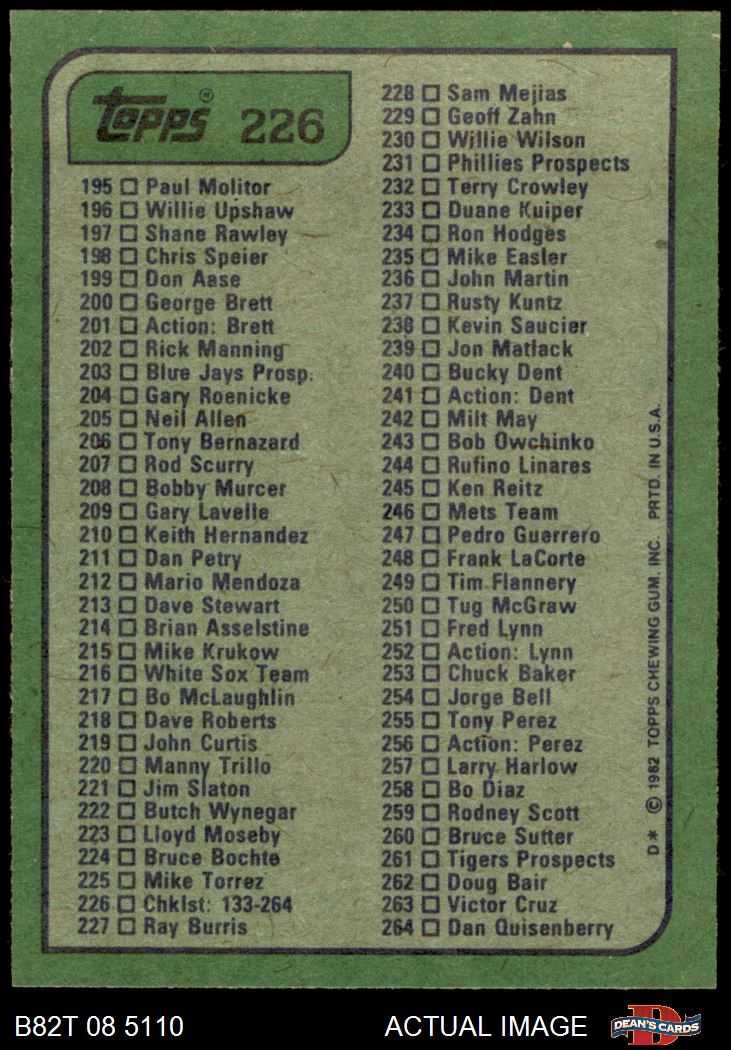 Topps® 226
195 ☐ Paul Molitor
196 ☐ Willie Upshaw
197 ☐ Shane Rawley
198 ☐ Chris Speier
199 ☐ Don Aase
200 ☐ George Brett
201 ☐ Action: Brett
202 ☐ Rick Manning
203 ☐ Blue Jays Prosp.
204 ☐ Gary Roenicke
205 ☐ Neil Allen
206 ☐ Tony Bernazard
207 ☐ Rod Scurry
208 ☐ Bobby Murcer
209 ☐ Gary Lavelle
210 ☐ Keith Hernandez
211 ☐ Dan Petry
212 ☐ Mario Mendoza
213 ☐ Dave Stewart
214 ☐ Brian Asselstine
215 ☐ Mike Krukow
216 ☐ White Sox Team
217 ☐ Bo McLaughlin
218 ☐ Dave Roberts
219 ☐ John Curtis
220 ☐ Manny Trillo
221 ☐ Jim Slaton
222 ☐ Butch Wynegar
223 ☐ Lloyd Moseby
224 ☐ Bruce Bochte
225 ☐ Mike Torrez
226 ☐ Chklst: 133-264
227 ☐ Ray Burris
228 ☐ Sam Mejias
229 ☐ Geoff Zahn
230 ☐ Willie Wilson
231 ☐ Phillies Prospects
232 ☐ Terry Crowley
233 ☐ Duane Kuiper
234 ☐ Ron Hodges
235 ☐ Mike Easler
236 ☐ John Martin
237 ☐ Rusty Kuntz
238 ☐ Kevin Saucier
239 ☐ Jon Matlack
240 ☐ Bucky Dent
241 ☐ Action: Dent
242 ☐ Milt May
243 ☐ Bob Owchinko
244 ☐ Rufino Linares
245 ☐ Ken Reitz
246 ☐ Mets Team
247 ☐ Pedro Guerrero
248 ☐ Frank LaCorte
249 ☐ Tim Flannery
250 ☐ Tug McGraw
251 ☐ Fred Lynn
252 ☐ Action: Lynn
253 ☐ Chuck Baker
254 ☐ Jorge Bell
255 ☐ Tony Perez
256 ☐ Action: Perez
257 ☐ Larry Harlow
258 ☐ Bo Diaz
259 ☐ Rodney Scott
260 ☐ Bruce Sutter
261 ☐ Tigers Prospects
262 ☐ Doug Bair
263 ☐ Victor Cruz
264 ☐ Dan Quisenberry
D* © 1982 TOPPS CHEWING GUM. INC. PRTD. IN U.S.A.
B82T 08 5110 ACTUAL IMAGE DEAN'S CARDS